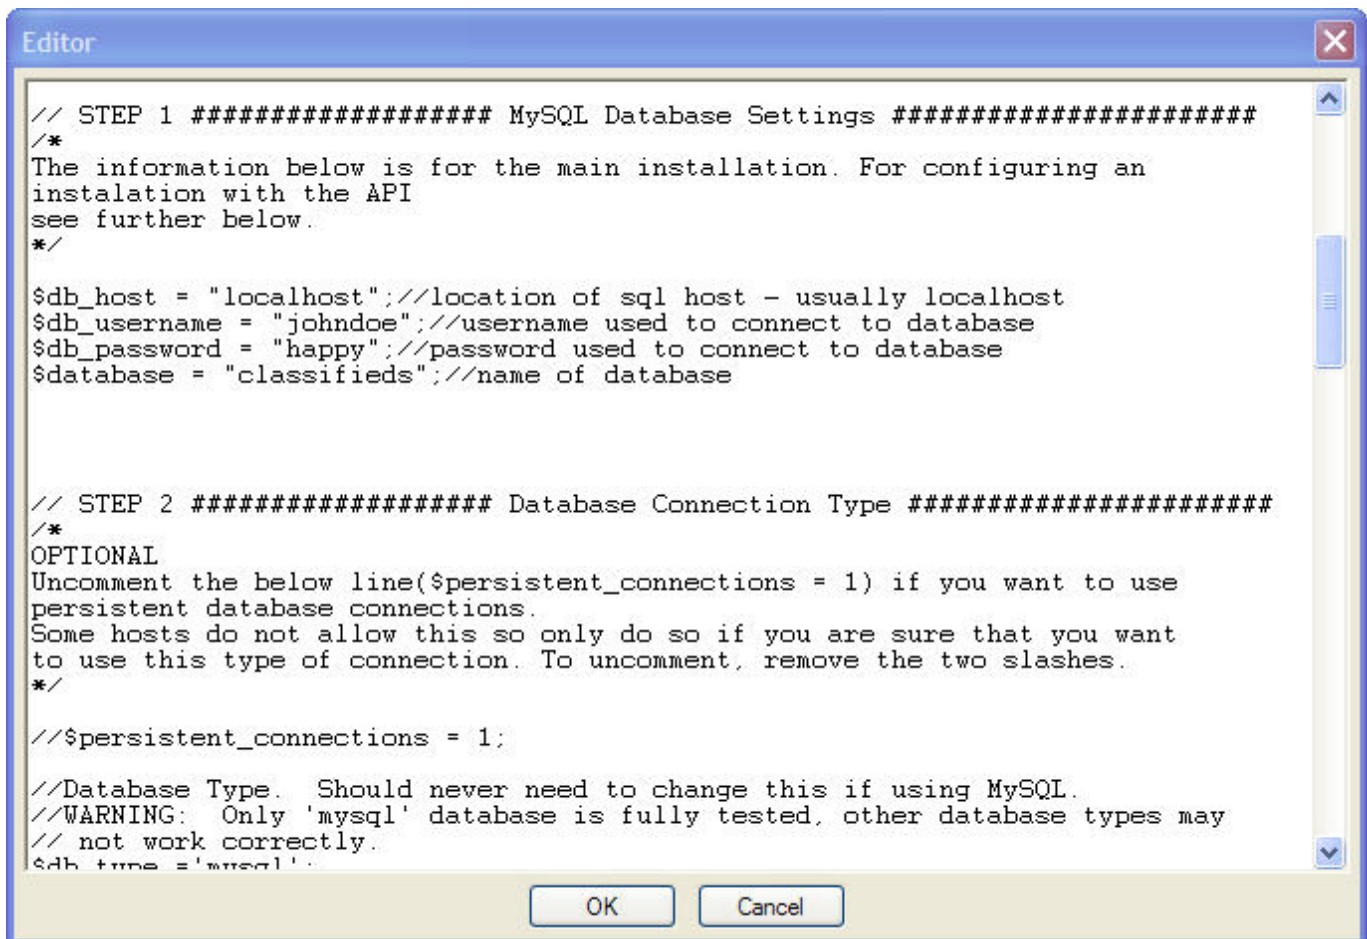 Editor
// STEP 1 ################### MySQL Database Settings #######################
/*
The information below is for the main installation. For configuring an
instalation with the API
see further below.
*/
$db_host = "localhost";//location of sql host – usually localhost
$db_username = "johndoe";//username used to connect to database
$db_password = "happy";//password used to connect to database
$database = "classifieds";//name of database
// STEP 2 ################### Database Connection Type #######################
/*
OPTIONAL
Uncomment the below line($persistent_connections = 1) if you want to use
persistent database connections.
Some hosts do not allow this so only do so if you are sure that you want
to use this type of connection. To uncomment, remove the two slashes.
*/
//$persistent_connections = 1;
//Database Type.  Should never need to change this if using MySQL.
//WARNING:  Only 'mysql' database is fully tested, other database types may
// not work correctly.
$db_type ='mysql';
OK
Cancel